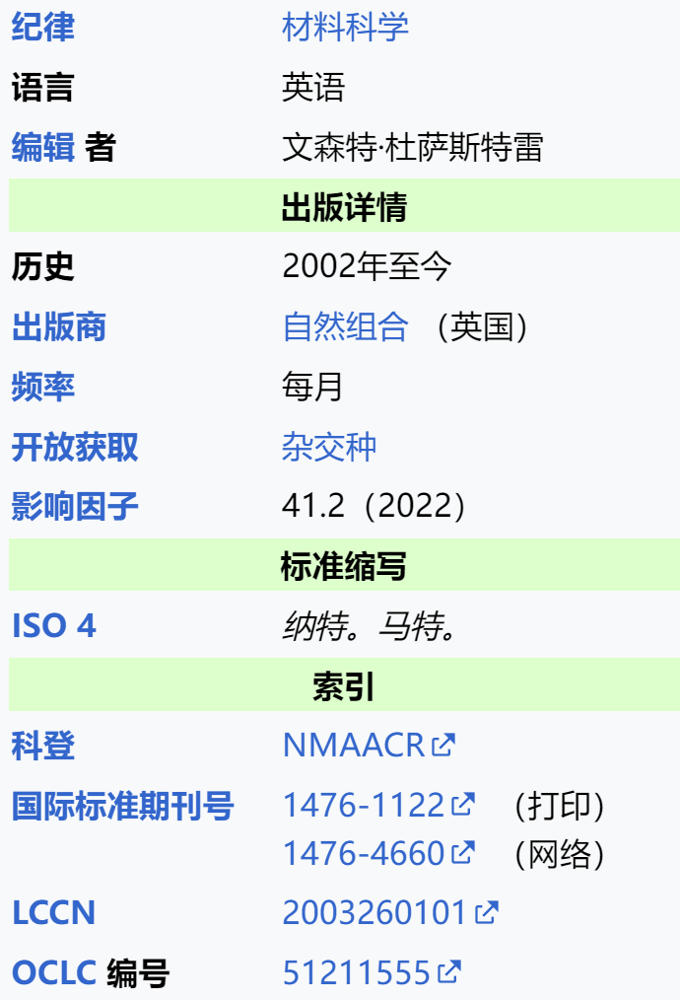 纪律 材料科学
语言 英语
编辑 者 文森特·杜萨斯特雷
出版详情
历史 2002年至今
出版商 自然组合 （英国）
频率 每月
开放获取 杂交种
影响因子 41.2（2022）
标准缩写
ISO 4 纳特。马特。
索引
科登 NMAACR
国际标准期刊号 1476-1122 （打印）
1476-4660 （网络）
LCCN 2003260101
OCLC 编号 51211555